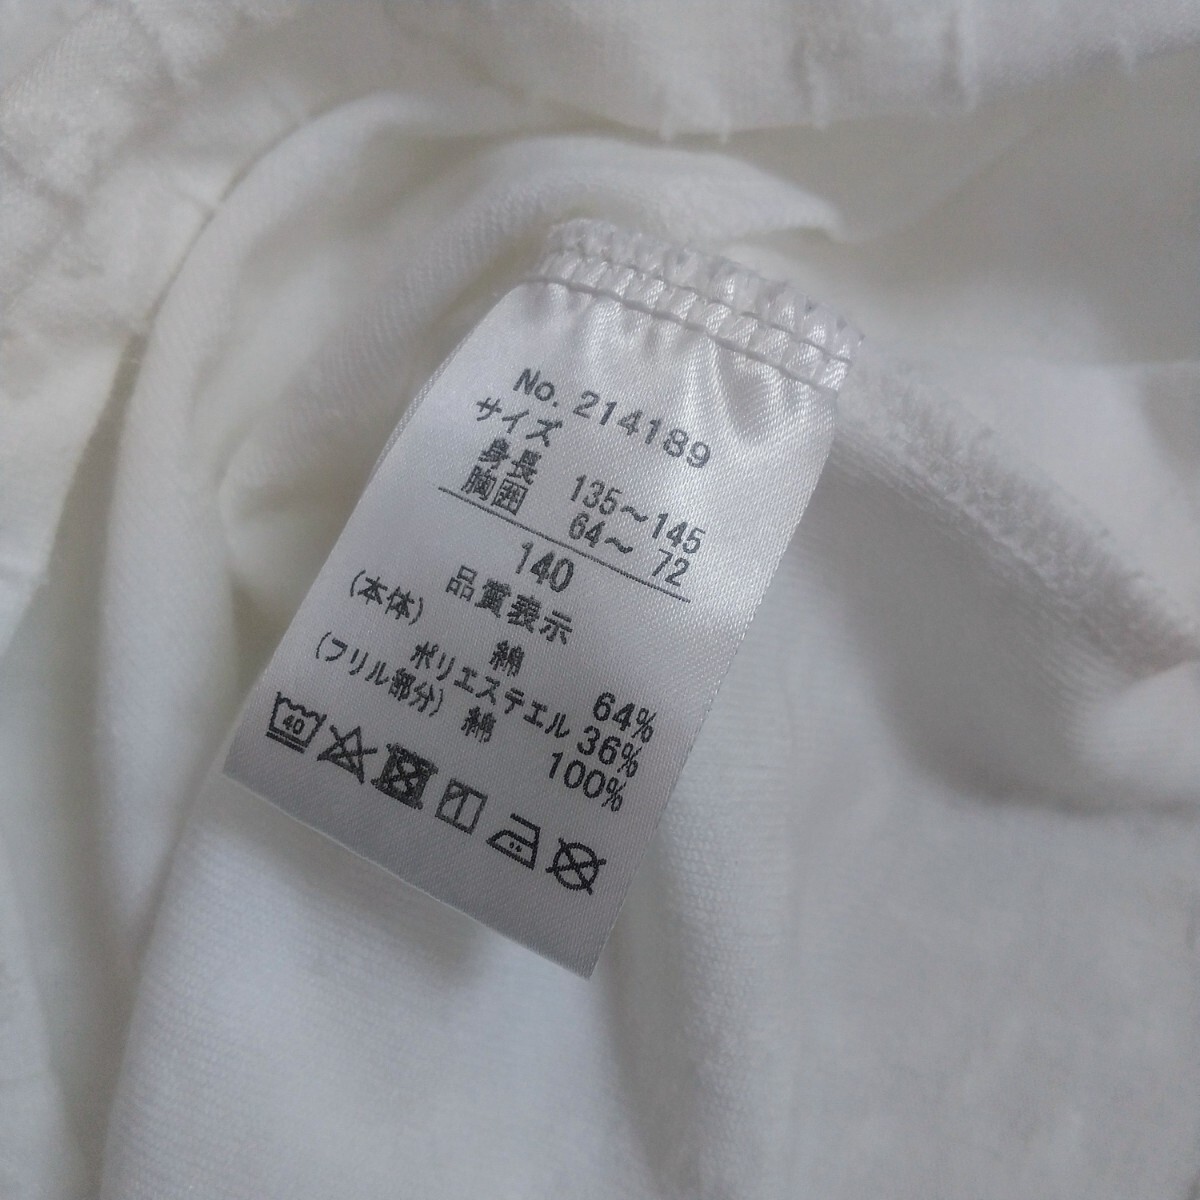 No. 214189
サイズ
身長 135~145
胸囲 64~ 72
140
品質表示
(本体) 綿 64%
ポリエステル 36%
(フリル部分) 綿 100%
40